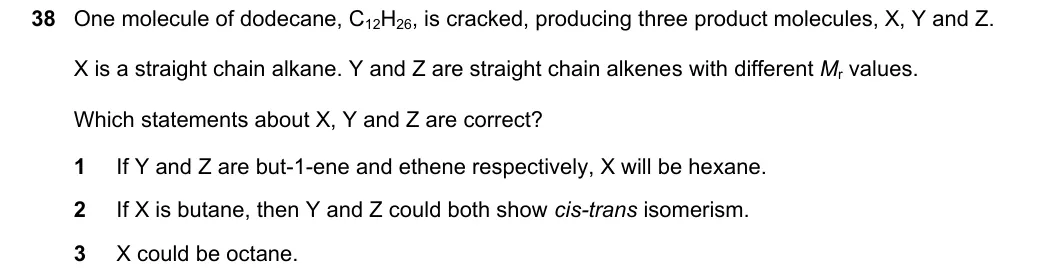 38 One molecule of dodecane, C₁₂H₂₆, is cracked, producing three product molecules, X, Y and Z.
X is a straight chain alkane. Y and Z are straight chain alkenes with different Mᵣ values.
Which statements about X, Y and Z are correct?
1 If Y and Z are but-1-ene and ethene respectively, X will be hexane.
2 If X is butane, then Y and Z could both show cis-trans isomerism.
3 X could be octane.